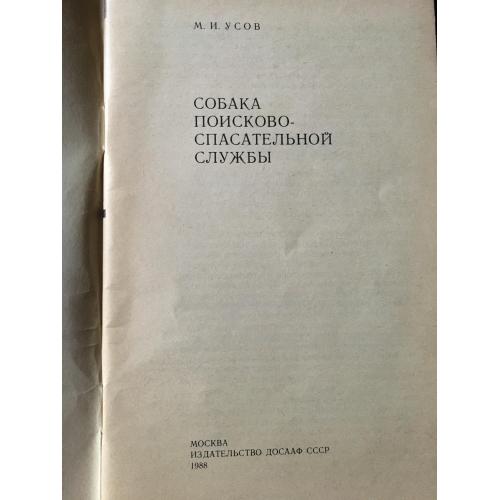 М. И. УСОВ
СОБАКА
ПОИСКОВО-
СПАСАТЕЛЬНОЙ
СЛУЖБЫ
МОСКВА
ИЗДАТЕЛЬСТВО ДОСААФ СССР
1988